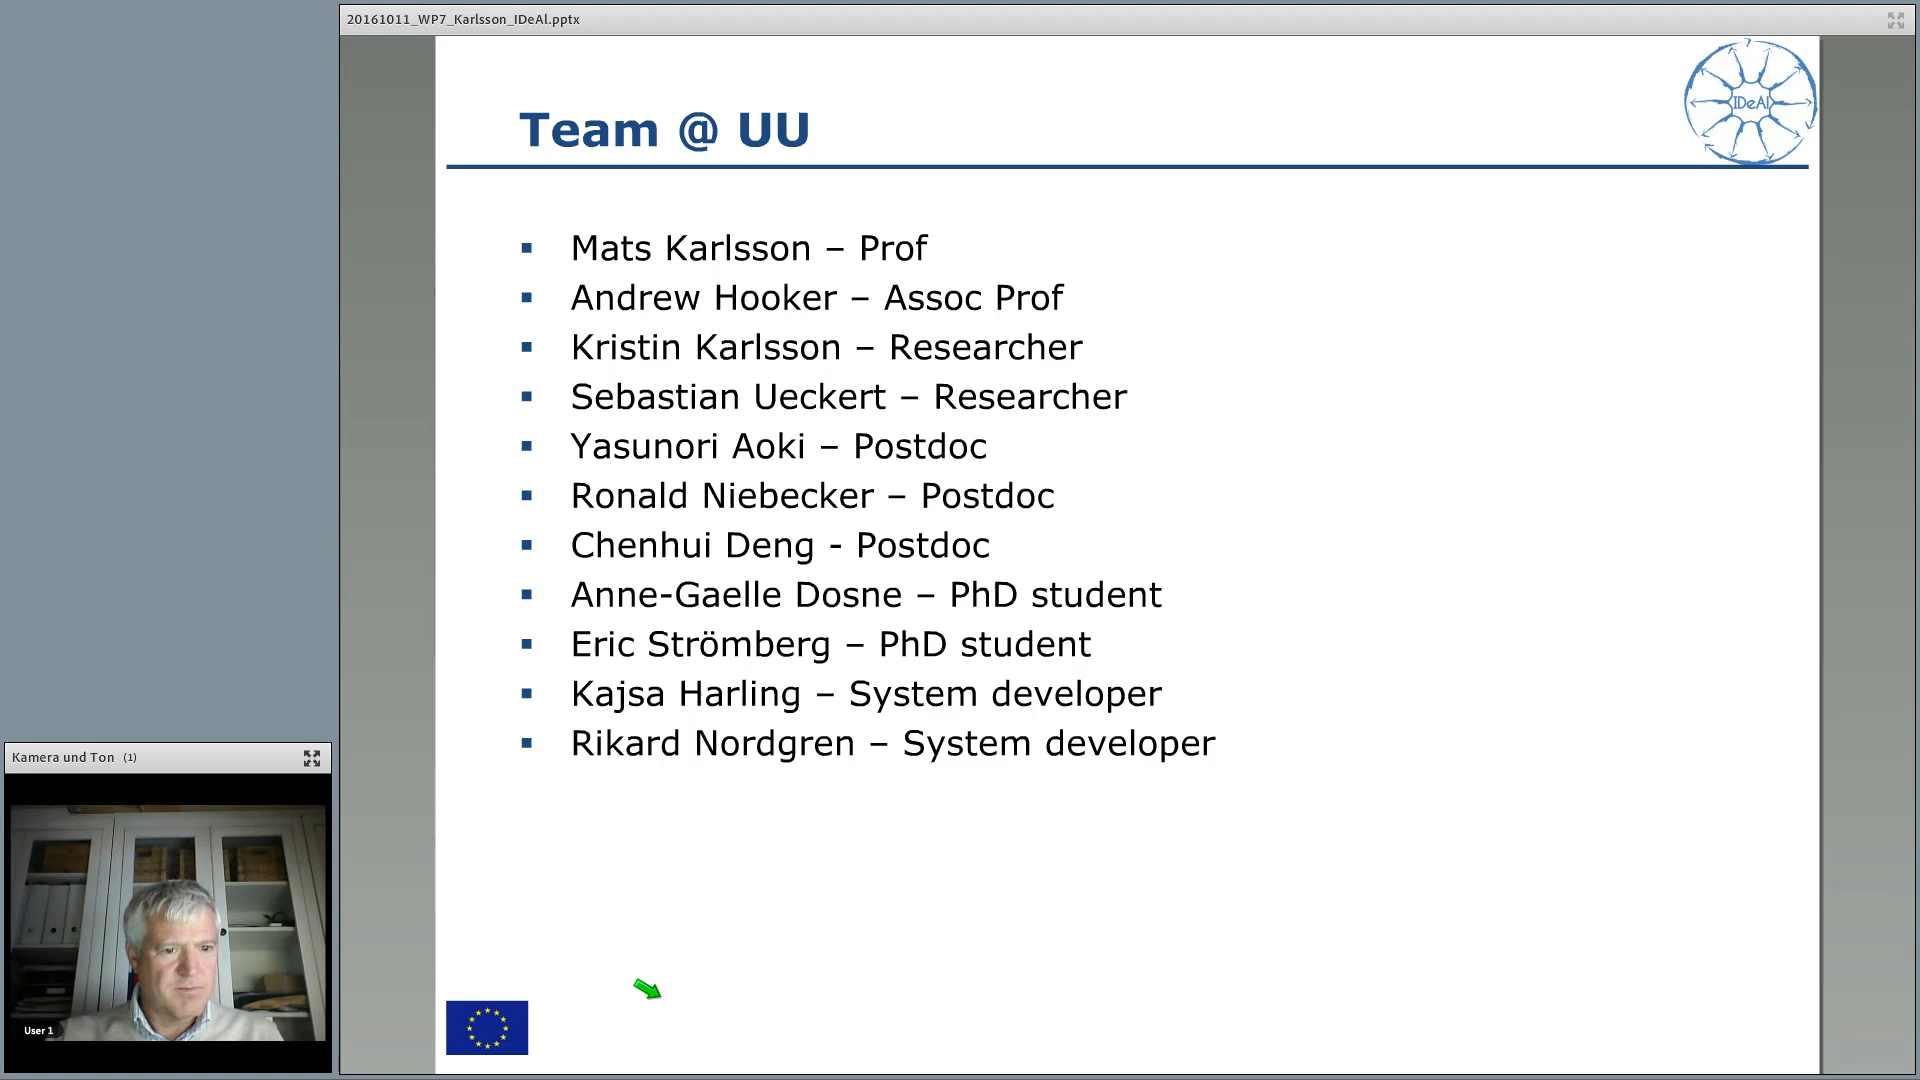 20161011_WP7_Karlsson_IDeAl.pptx
IDeAl
Team @ UU
▪ Mats Karlsson – Prof
▪ Andrew Hooker – Assoc Prof
▪ Kristin Karlsson – Researcher
▪ Sebastian Ueckert – Researcher
▪ Yasunori Aoki – Postdoc
▪ Ronald Niebecker – Postdoc
▪ Chenhui Deng - Postdoc
▪ Anne-Gaelle Dosne – PhD student
▪ Eric Strömberg – PhD student
▪ Kajsa Harling – System developer
▪ Rikard Nordgren – System developer
Kamera und Ton (1)
User 1